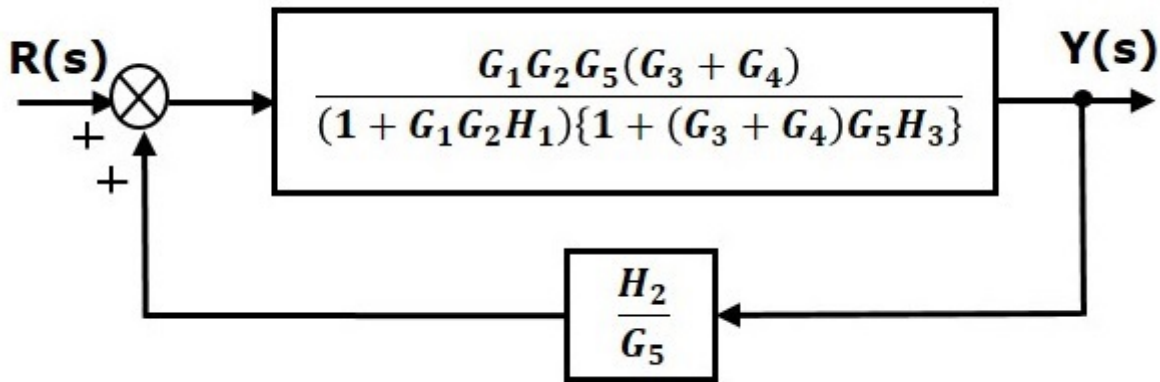 R(s)
G₁G₂G₅(G₃ + G₄)
(1 + G₁G₂H₁){1 + (G₃ + G₄)G₅H₃}
Y(s)
+
+
H₂
G₅